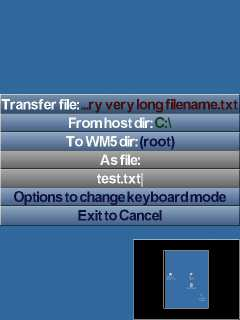 Transfer file:...ry very long filename.txt
From host dir:C:\
To WM5 dir:(root)
As file:
test.txt
Options to change keyboard mode
Exit to Cancel